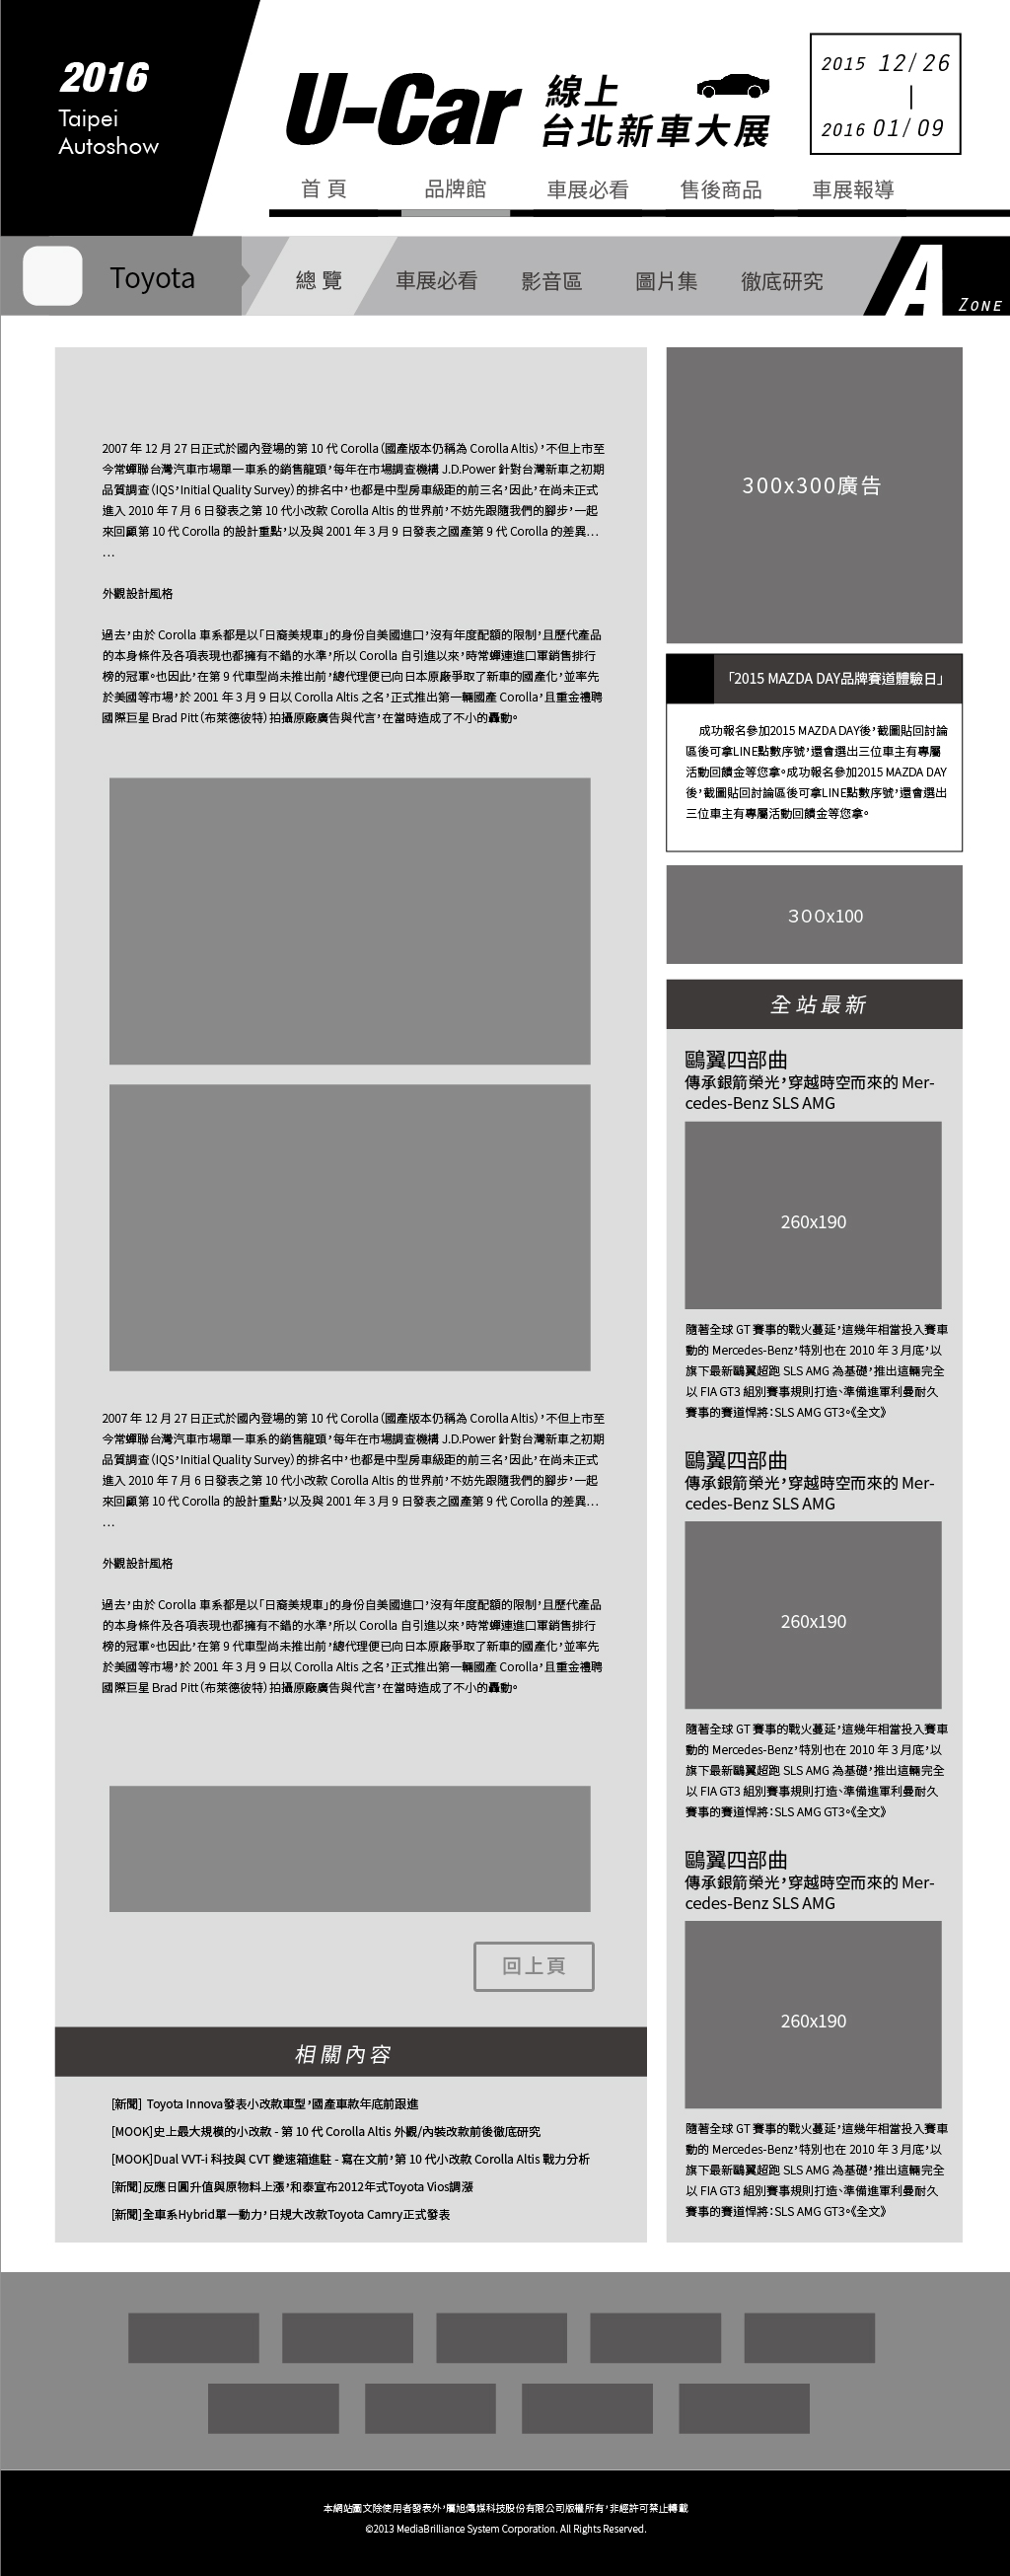 2016
Taipei
Autoshow
U-Car
線上
台北新車大展
2015 12/26
|
2016 01/09
首 頁
品牌館
車展必看
售後商品
車展報導
Toyota
總 覽
車展必看
影音區
圖片集
徹底研究
A ZONE
2007 年 12 月 27 日正式於國內登場的第 10 代 Corolla（國產版本仍稱為 Corolla Altis），不但上市至
今常蟬聯台灣汽車市場單一車系的銷售龍頭，每年在市場調查機構 J.D.Power 針對台灣新車之初期
品質調查（IQS，Initial Quality Survey）的排名中，也都是中型房車級距的前三名，因此，在尚未正式
進入 2010 年 7 月 6 日發表之第 10 代小改款 Corolla Altis 的世界前，不妨先跟隨我們的腳步，一起
來回顧第 10 代 Corolla 的設計重點，以及與 2001 年 3 月 9 日發表之國產第 9 代 Corolla 的差異…
…
外觀設計風格
過去，由於 Corolla 車系都是以「日裔美規車」的身份自美國進口，沒有年度配額的限制，且歷代產品
的本身條件及各項表現也都擁有不錯的水準，所以 Corolla 自引進以來，時常蟬連進口軍銷售排行
榜的冠軍。也因此，在第 9 代車型尚未推出前，總代理便已向日本原廠爭取了新車的國產化，並率先
於美國等市場，於 2001 年 3 月 9 日以 Corolla Altis 之名，正式推出第一輛國產 Corolla，且重金禮聘
國際巨星 Brad Pitt（布萊德彼特）拍攝原廠廣告與代言，在當時造成了不小的轟動。
2007 年 12 月 27 日正式於國內登場的第 10 代 Corolla（國產版本仍稱為 Corolla Altis），不但上市至
今常蟬聯台灣汽車市場單一車系的銷售龍頭，每年在市場調查機構 J.D.Power 針對台灣新車之初期
品質調查（IQS，Initial Quality Survey）的排名中，也都是中型房車級距的前三名，因此，在尚未正式
進入 2010 年 7 月 6 日發表之第 10 代小改款 Corolla Altis 的世界前，不妨先跟隨我們的腳步，一起
來回顧第 10 代 Corolla 的設計重點，以及與 2001 年 3 月 9 日發表之國產第 9 代 Corolla 的差異…
…
外觀設計風格
過去，由於 Corolla 車系都是以「日裔美規車」的身份自美國進口，沒有年度配額的限制，且歷代產品
的本身條件及各項表現也都擁有不錯的水準，所以 Corolla 自引進以來，時常蟬連進口軍銷售排行
榜的冠軍。也因此，在第 9 代車型尚未推出前，總代理便已向日本原廠爭取了新車的國產化，並率先
於美國等市場，於 2001 年 3 月 9 日以 Corolla Altis 之名，正式推出第一輛國產 Corolla，且重金禮聘
國際巨星 Brad Pitt（布萊德彼特）拍攝原廠廣告與代言，在當時造成了不小的轟動。
回上頁
相關內容
[新聞] Toyota Innova發表小改款車型，國產車款年底前跟進
[MOOK]史上最大規模的小改款 - 第 10 代 Corolla Altis 外觀/內裝改款前後徹底研究
[MOOK]Dual VVT-i 科技與 CVT 變速箱進駐 - 寫在文前，第 10 代小改款 Corolla Altis 戰力分析
[新聞]反應日圓升值與原物料上漲，和泰宣布2012年式Toyota Vios調漲
[新聞]全車系Hybrid單一動力，日規大改款Toyota Camry正式發表
300x300廣告
「2015 MAZDA DAY品牌賽道體驗日」
成功報名參加2015 MAZDA DAY後，截圖貼回討論
區後可拿LINE點數序號，還會選出三位車主有專屬
活動回饋金等您拿。成功報名參加2015 MAZDA DAY
後，截圖貼回討論區後可拿LINE點數序號，還會選出
三位車主有專屬活動回饋金等您拿。
３００x100
全站最新
鷗翼四部曲
傳承銀箭榮光，穿越時空而來的 Mer-
cedes-Benz SLS AMG
260x190
隨著全球 GT 賽事的戰火蔓延，這幾年相當投入賽車
動的 Mercedes-Benz，特別也在 2010 年 3 月底，以
旗下最新鷗翼超跑 SLS AMG 為基礎，推出這輛完全
以 FIA GT3 組別賽事規則打造、準備進軍利曼耐久
賽事的賽道悍將：SLS AMG GT3。《全文》
鷗翼四部曲
傳承銀箭榮光，穿越時空而來的 Mer-
cedes-Benz SLS AMG
260x190
隨著全球 GT 賽事的戰火蔓延，這幾年相當投入賽車
動的 Mercedes-Benz，特別也在 2010 年 3 月底，以
旗下最新鷗翼超跑 SLS AMG 為基礎，推出這輛完全
以 FIA GT3 組別賽事規則打造、準備進軍利曼耐久
賽事的賽道悍將：SLS AMG GT3。《全文》
鷗翼四部曲
傳承銀箭榮光，穿越時空而來的 Mer-
cedes-Benz SLS AMG
260x190
隨著全球 GT 賽事的戰火蔓延，這幾年相當投入賽車
動的 Mercedes-Benz，特別也在 2010 年 3 月底，以
旗下最新鷗翼超跑 SLS AMG 為基礎，推出這輛完全
以 FIA GT3 組別賽事規則打造、準備進軍利曼耐久
賽事的賽道悍將：SLS AMG GT3。《全文》
本網站圖文除使用者發表外，屬旭傳媒科技股份有限公司版權所有，非經許可禁止轉載
©2013 MediaBrilliance System Corporation. All Rights Reserved.